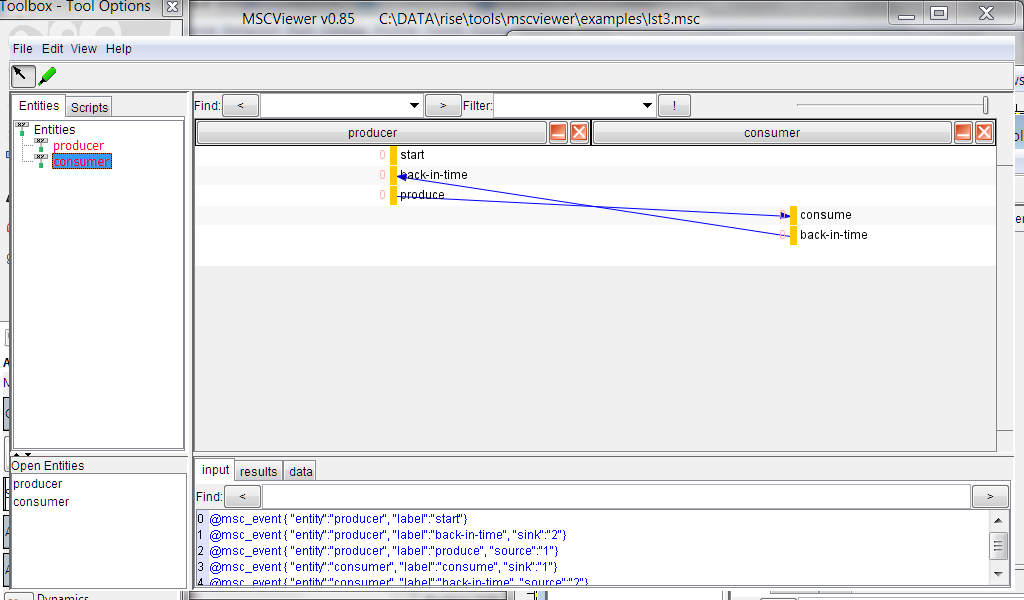 Toolbox - Tool Options
MSCViewer v0.85 C:\DATA\rise\tools\mscviewer\examples\lst3.msc
File Edit View Help
Entities Scripts
Find: < > Filter: !
Entities
producer
consumer
producer consumer
0 start
0 back-in-time
0 produce
consume
0 back-in-time
Open Entities
producer
consumer
input results data
Find: < >
0 @msc_event { "entity":"producer", "label":"start"}
1 @msc_event { "entity":"producer", "label":"back-in-time", "sink":"2"}
2 @msc_event { "entity":"producer", "label":"produce", "source":"1"}
3 @msc_event { "entity":"consumer", "label":"consume", "sink":"1"}
4 @msc_event { "entity":"consumer", "label":"back-in-time", "source":"2"}
Dynamics